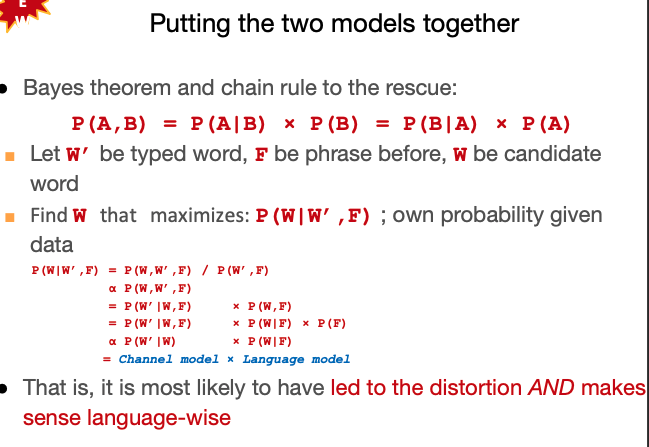 E
W
Putting the two models together
• Bayes theorem and chain rule to the rescue:
P(A,B) = P(A|B) × P(B) = P(B|A) × P(A)
▪ Let W’ be typed word, F be phrase before, W be candidate
word
▪ Find W that maximizes: P(W|W’,F) ; own probability given
data
P(W|W’,F) = P(W,W’,F) / P(W’,F)
α P(W,W’,F)
= P(W’|W,F) × P(W,F)
= P(W’|W,F) × P(W|F) × P(F)
α P(W’|W) × P(W|F)
= Channel model × Language model
• That is, it is most likely to have led to the distortion AND makes
sense language-wise